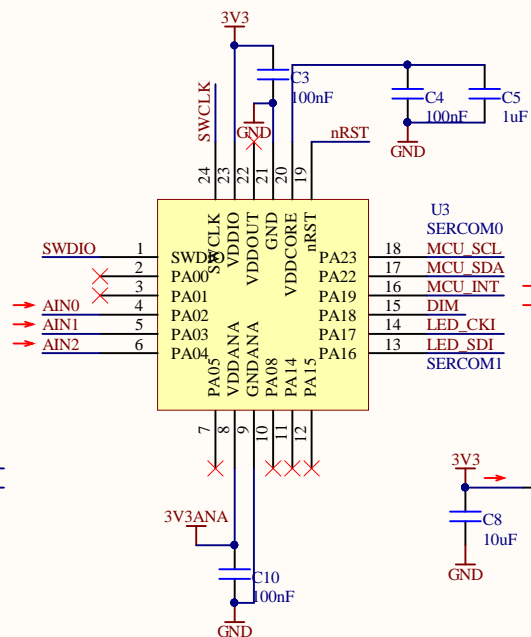 3V3
C3
100nF
C4
100nF
C5
1uF
SWCLK
GND
nRST
GND
24
23
22
21
20
19
U3
SERCOM0
SWCLK
VDDIO
VDDOUT
GND
VDDCORE
nRST
SWDIO 1 SWDIO
2 PA00
3 PA01
AIN0 4 PA02
AIN1 5 PA03
AIN2 6 PA04
PA23 18 MCU_SCL
PA22 17 MCU_SDA
PA19 16 MCU_INT
PA18 15 DIM
PA17 14 LED_CKI
PA16 13 LED_SDI
SERCOM1
PA05
VDDANA
GNDANA
PA08
PA14
PA15
7
8
9
10
11
12
3V3
C8
10uF
GND
3V3ANA
C10
100nF
GND